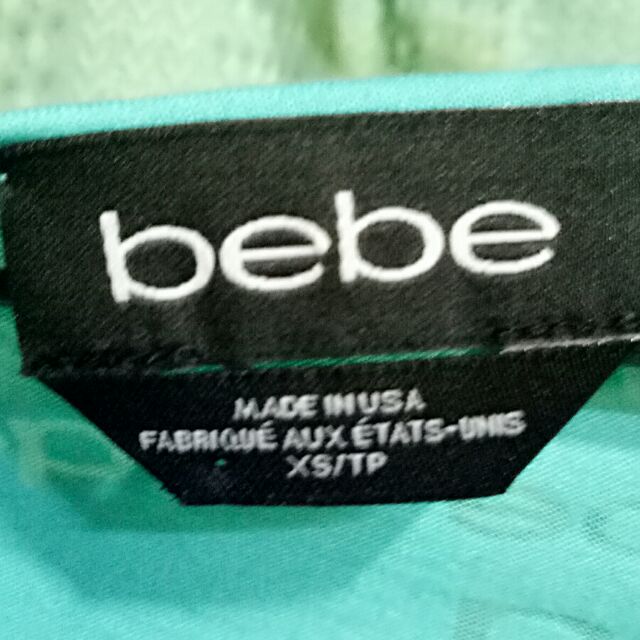 bebe
MADE IN USA
FABRIQUÉ AUX ÉTATS-UNIS
XS/TP